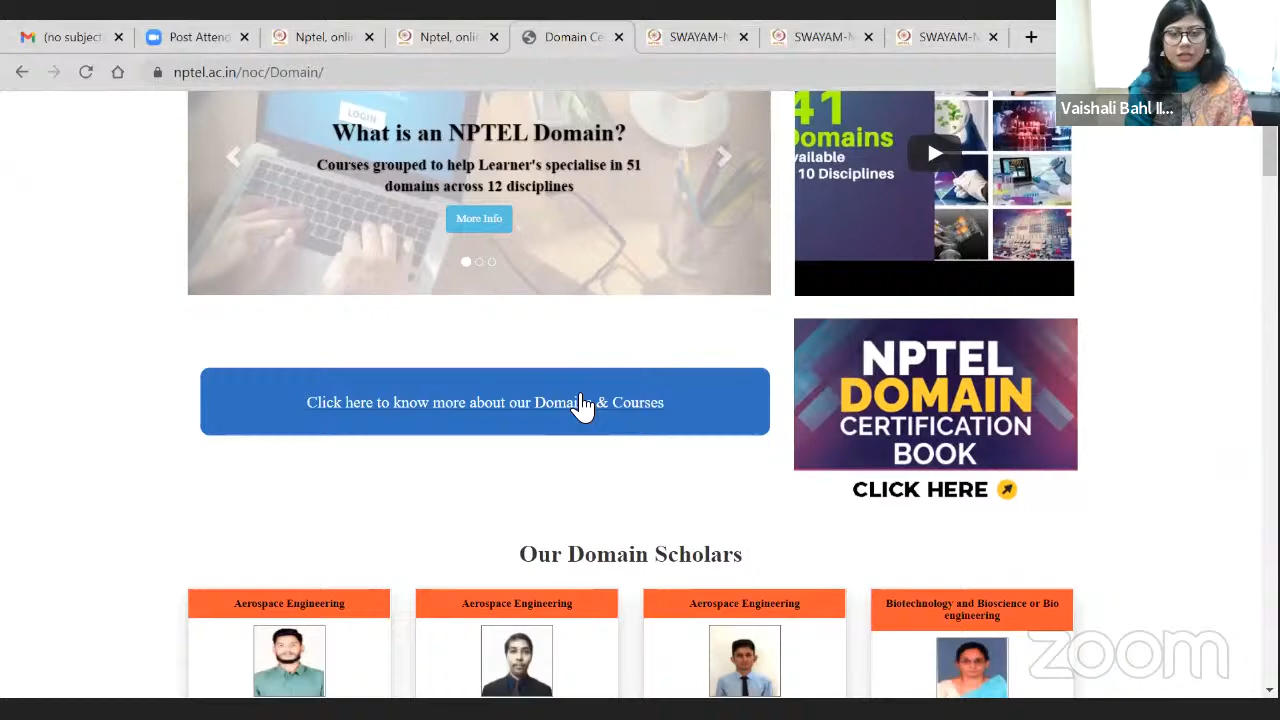 (no subject
Post Attend
Nptel, onli
Nptel, onli
Domain Ce
SWAYAM-N
SWAYAM-N
SWAYAM-N
nptel.ac.in/noc/Domain/
Vaishali Bahl II...
LOGIN
What is an NPTEL Domain?
Courses grouped to help Learner's specialise in 51
domains across 12 disciplines
More Info
41
Domains
vailable
10 Disciplines
Click here to know more about our Domains & Courses
NPTEL
DOMAIN
CERTIFICATION
BOOK
CLICK HERE
Our Domain Scholars
Aerospace Engineering
Aerospace Engineering
Aerospace Engineering
Biotechnology and Bioscience or Bio
engineering
zoom